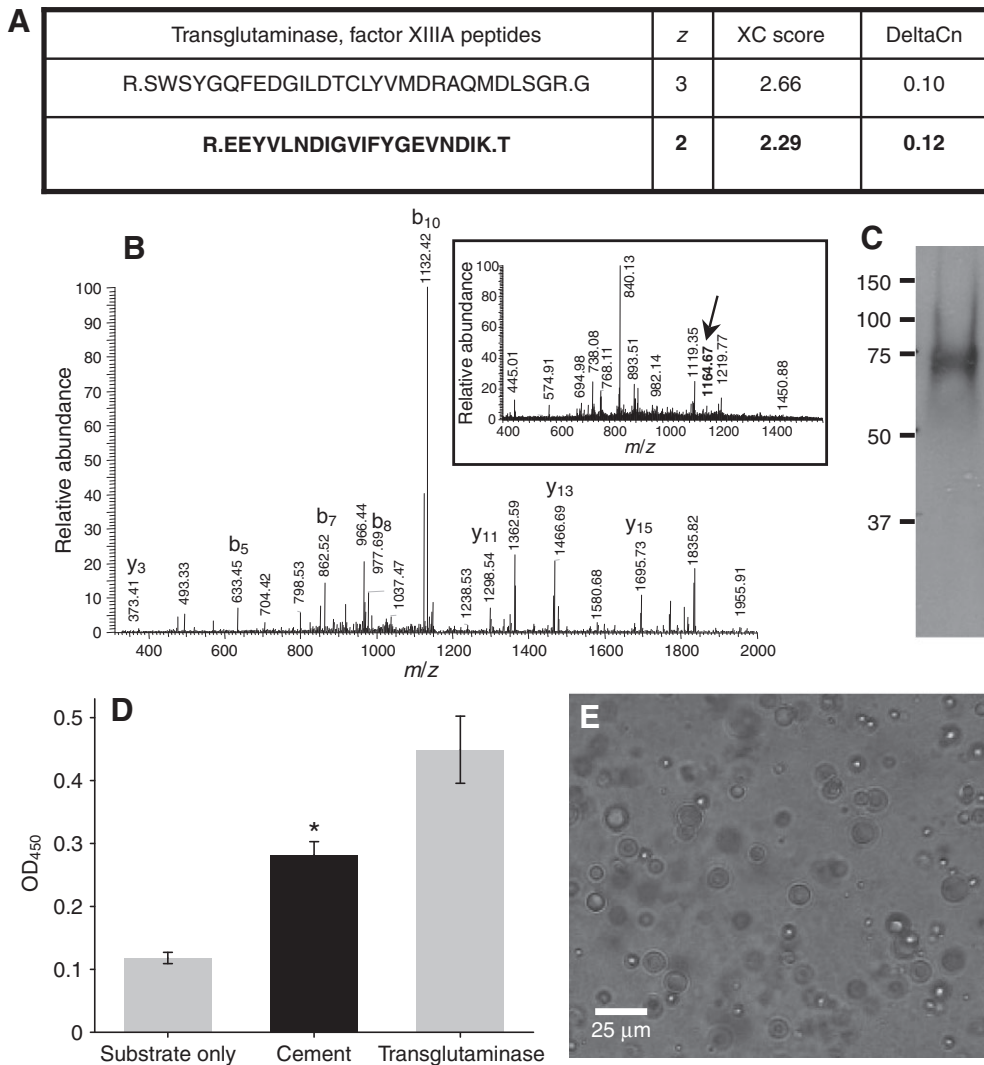 A
Transglutaminase, factor XIIIA peptides z XC score DeltaCn
R.SWSYGQFEDGILDTCLYVMDRAQMDLSGR.G 3 2.66 0.10
R.EEYVLNDIGVIFYGEVNDIK.T 2 2.29 0.12
B
Relative abundance
100
90
80
70
60
50
40
30
20
10
0
y3
373.41
493.33
b5
633.45
704.42
798.53
b7
862.52
966.44
b8
977.69
1037.47
b10
1132.42
1238.53
y11
1298.54
1362.59
y13
1466.69
1580.68
y15
1695.73
1835.82
1955.91
400 600 800 1000 1200 1400 1600 1800 2000
m/z
Relative abundance
100
80
60
40
20
0
445.01
574.91
694.98
738.08
768.11
840.13
893.51
982.14
1119.35
1164.67
1219.77
1450.88
400 600 800 1000 1200 1400
m/z
C
150
100
75
50
37
D
OD450
0.5
0.4
0.3
0.2
0.1
0
*
Substrate only Cement Transglutaminase
E
25 µm